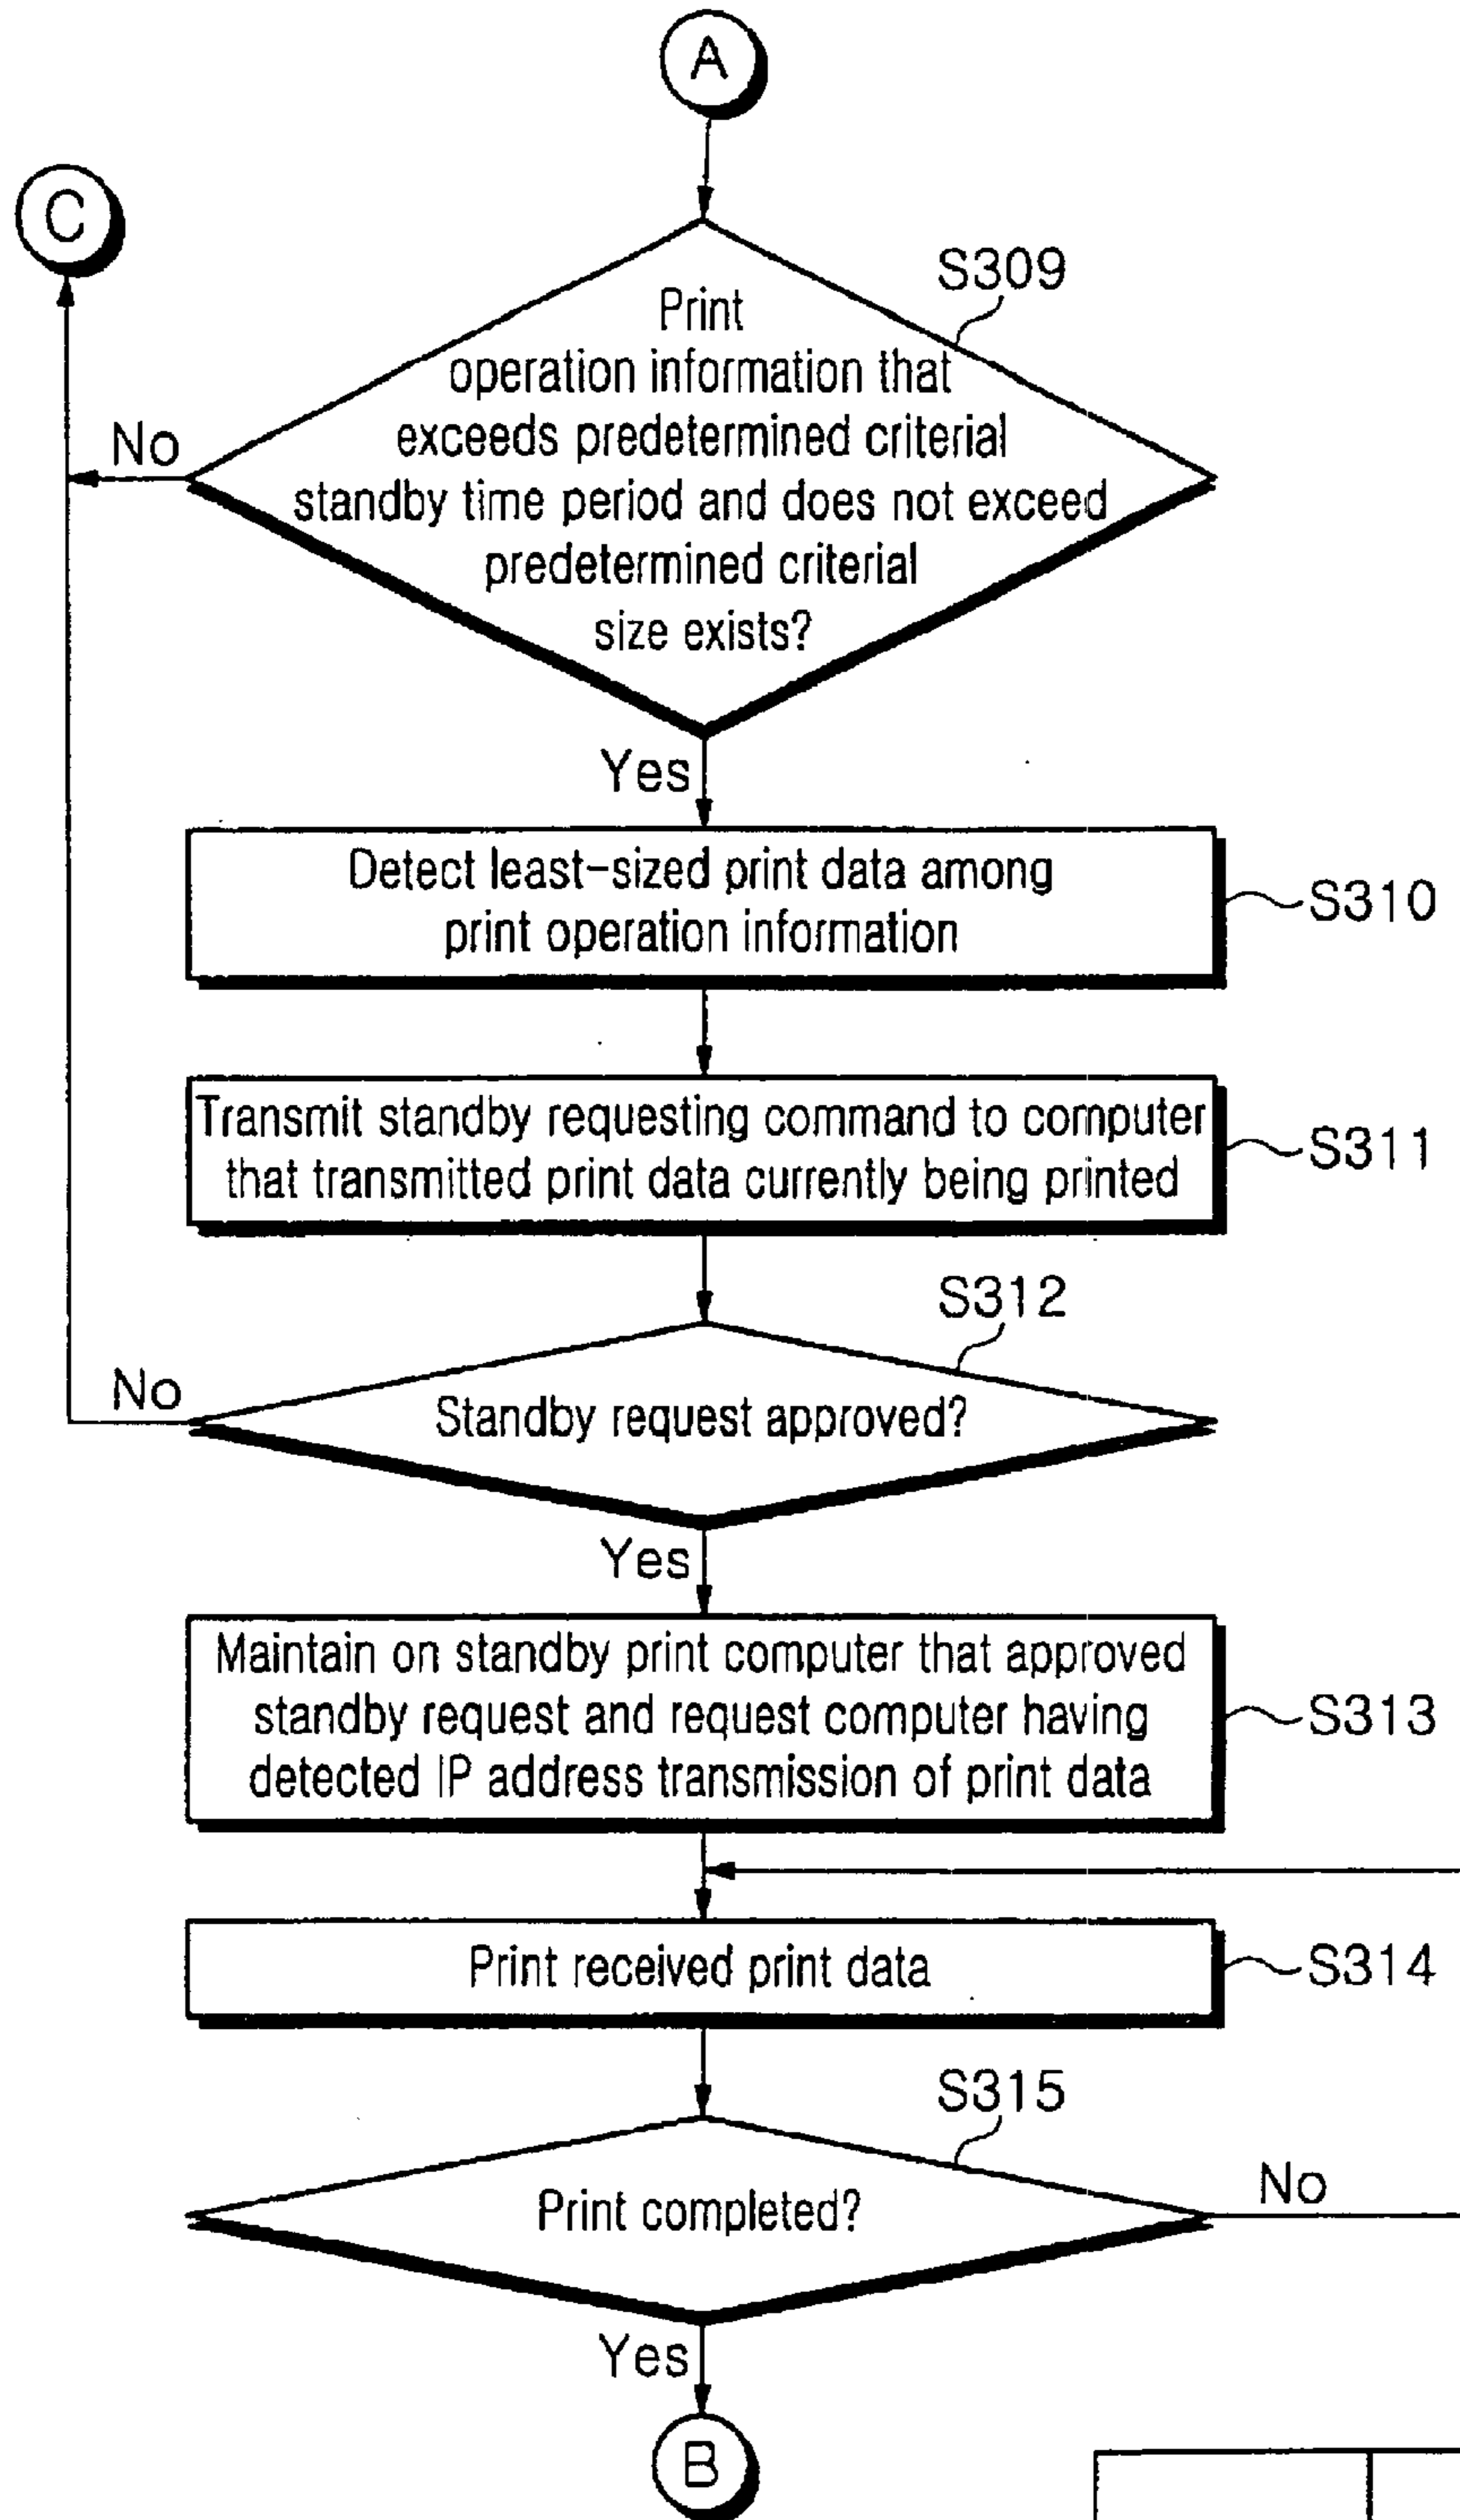 A
C
S309
Print
operation information that
exceeds predetermined criterial
standby time period and does not exceed
predetermined criterial
size exists?
No
Yes
Detect least-sized print data among
print operation information
S310
Transmit standby requesting command to computer
that transmitted print data currently being printed
S311
S312
Standby request approved?
No
Yes
Maintain on standby print computer that approved
standby request and request computer having
detected IP address transmission of print data
S313
Print received print data
S314
S315
Print completed?
No
Yes
B